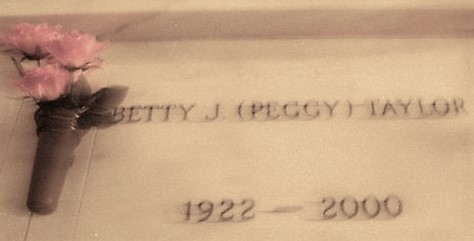 BETTY J. (PEGGY) TAYLOR
1922 — 2000